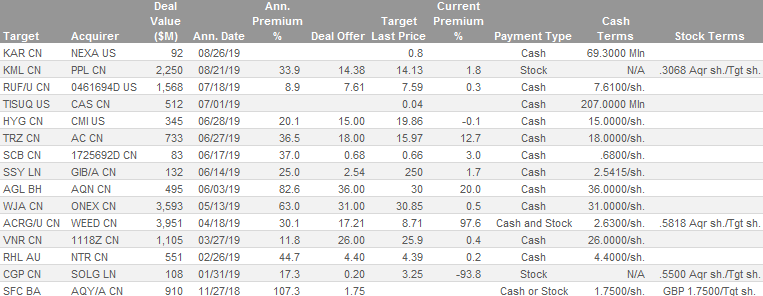 Target Acquirer Deal Value ($M) Ann. Date Ann. Premium % Deal Offer Target Last Price Current Premium % Payment Type Cash Terms Stock Terms
KAR CN NEXA US 92 08/26/19 0.8 Cash 69.3000 Mln
KML CN PPL CN 2,250 08/21/19 33.9 14.38 14.13 1.8 Stock N/A .3068 Aqr sh./Tgt sh.
RUF/U CN 0461694D US 1,568 07/18/19 8.9 7.61 7.59 0.3 Cash 7.6100/sh.
TISUQ US CAS CN 512 07/01/19 0.04 Cash 207.0000 Mln
HYG CN CMI US 345 06/28/19 20.1 15.00 19.86 -0.1 Cash 15.0000/sh.
TRZ CN AC CN 733 06/27/19 36.5 18.00 15.97 12.7 Cash 18.0000/sh.
SCB CN 1725692D CN 83 06/17/19 37.0 0.68 0.66 3.0 Cash .6800/sh.
SSY LN GIB/A CN 132 06/14/19 25.0 2.54 250 1.7 Cash 2.5415/sh.
AGL BH AQN CN 495 06/03/19 82.6 36.00 30 20.0 Cash 36.0000/sh.
WJA CN ONEX CN 3,593 05/13/19 63.0 31.00 30.85 0.5 Cash 31.0000/sh.
ACRG/U CN WEED CN 3,951 04/18/19 30.1 17.21 8.71 97.6 Cash and Stock 2.6300/sh. .5818 Aqr sh./Tgt sh.
VNR CN 1118Z CN 1,105 03/27/19 11.8 26.00 25.9 0.4 Cash 26.0000/sh.
RHL AU NTR CN 551 02/26/19 44.7 4.40 4.39 0.2 Cash 4.4000/sh.
CGP CN SOLG LN 108 01/31/19 17.3 0.20 3.25 -93.8 Stock N/A .5500 Aqr sh./Tgt sh.
SFC BA AQY/A CN 910 11/27/18 107.3 1.75 Cash or Stock 1.7500/sh. GBP 1.7500/Tgt sh.